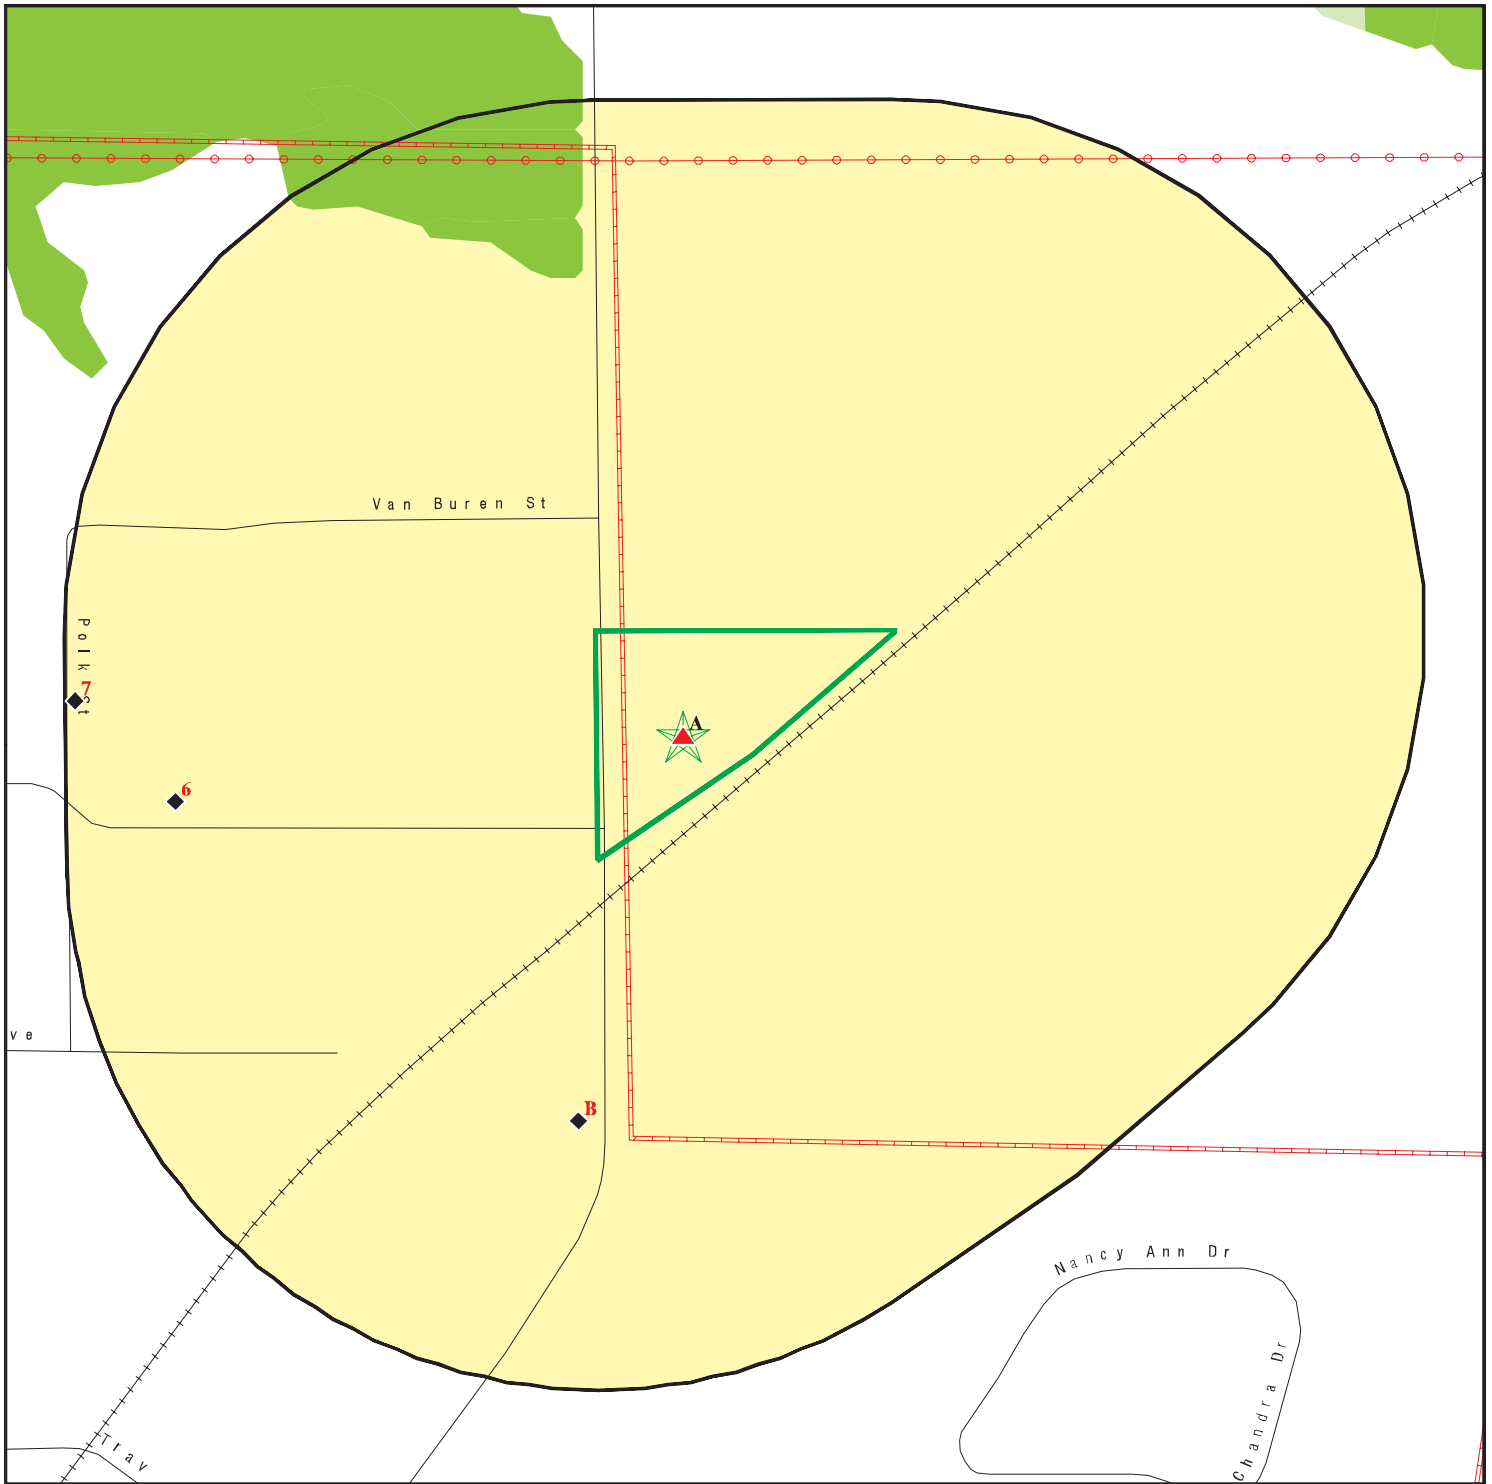 Van Buren St
Polk St
7
A
6
ve
B
Nancy Ann Dr
Chandra Dr
Trav